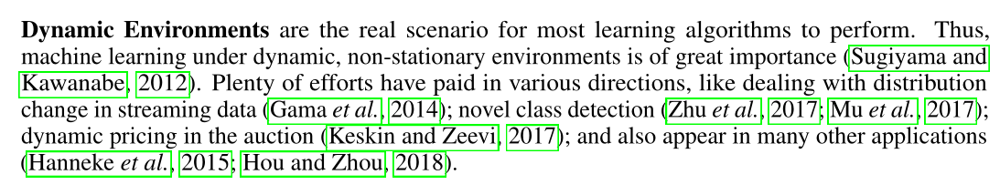 Dynamic Environments are the real scenario for most learning algorithms to perform. Thus,
machine learning under dynamic, non-stationary environments is of great importance (Sugiyama and
Kawanabe, 2012). Plenty of efforts have paid in various directions, like dealing with distribution
change in streaming data (Gama et al., 2014); novel class detection (Zhu et al., 2017; Mu et al., 2017);
dynamic pricing in the auction (Keskin and Zeevi, 2017); and also appear in many other applications
(Hanneke et al., 2015; Hou and Zhou, 2018).